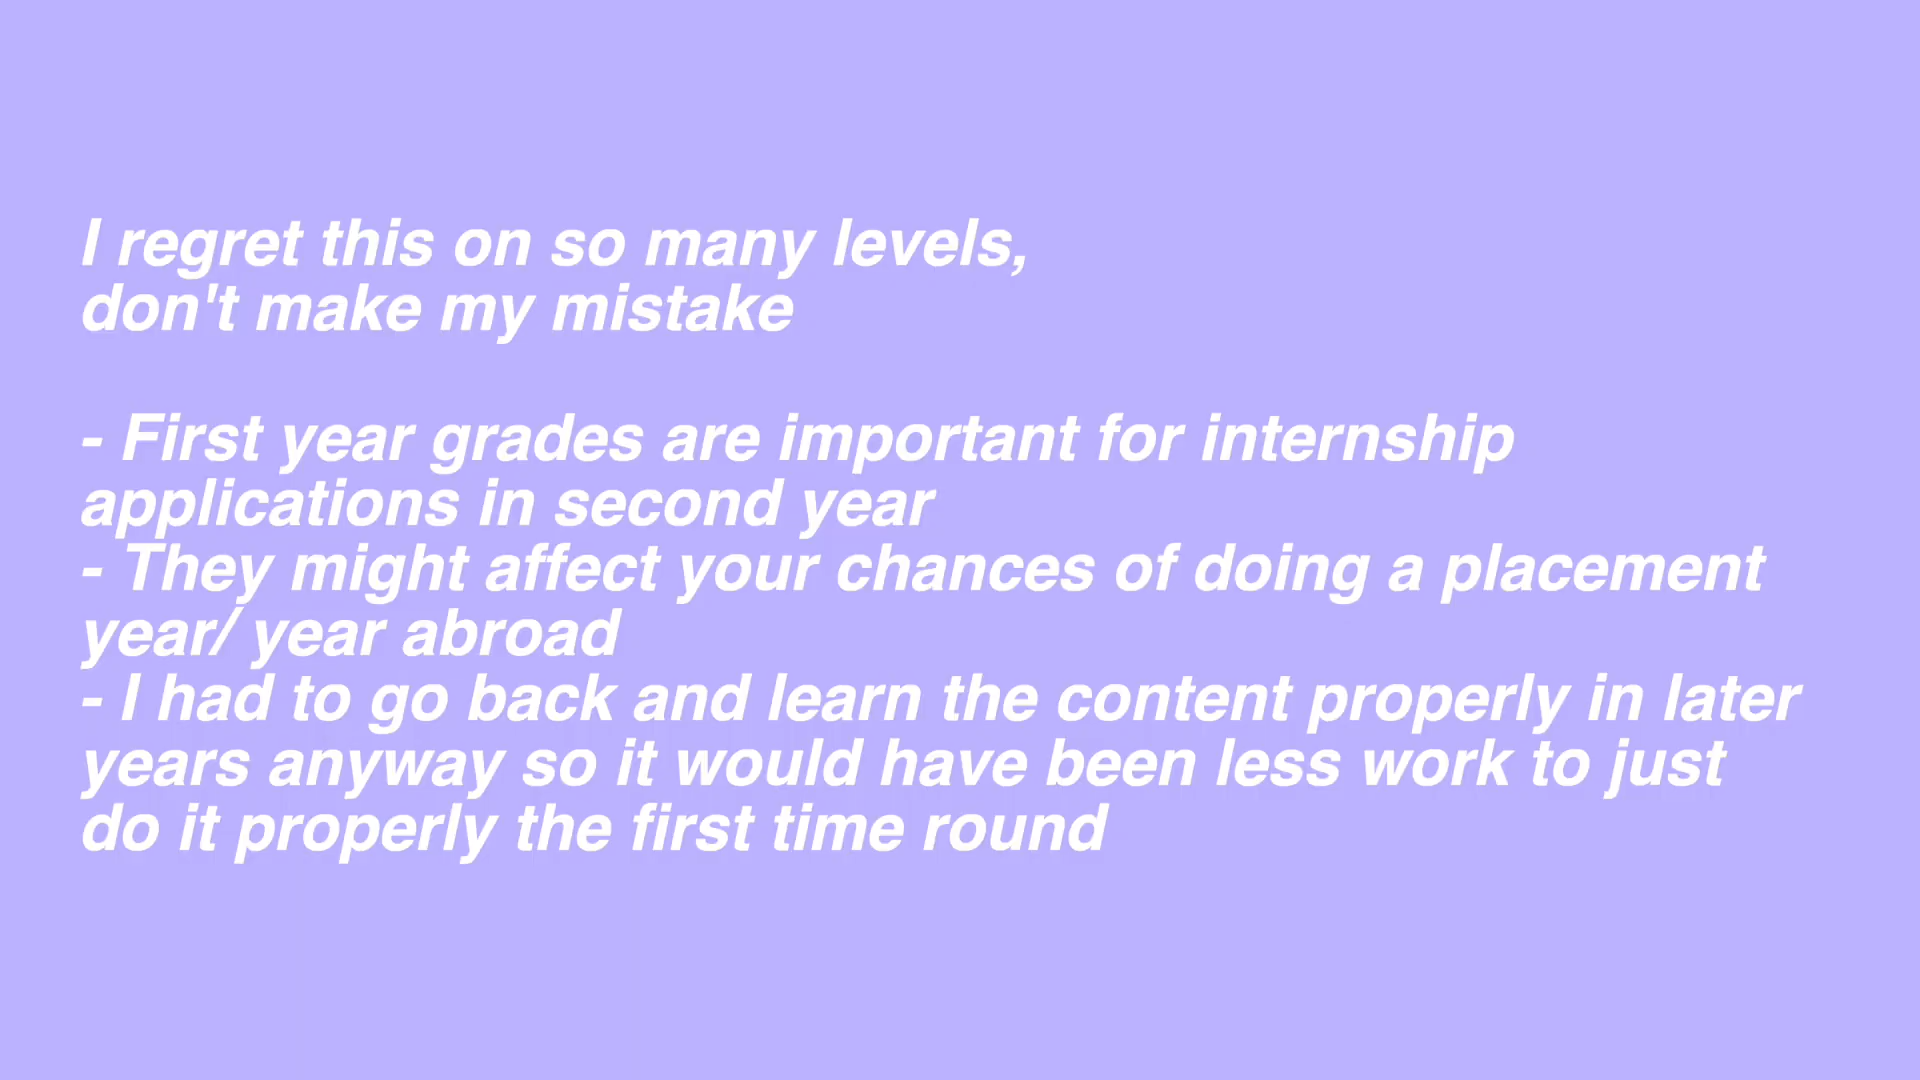 I regret this on so many levels,
don't make my mistake
- First year grades are important for internship
applications in second year
- They might affect your chances of doing a placement
year/ year abroad
- I had to go back and learn the content properly in later
years anyway so it would have been less work to just
do it properly the first time round